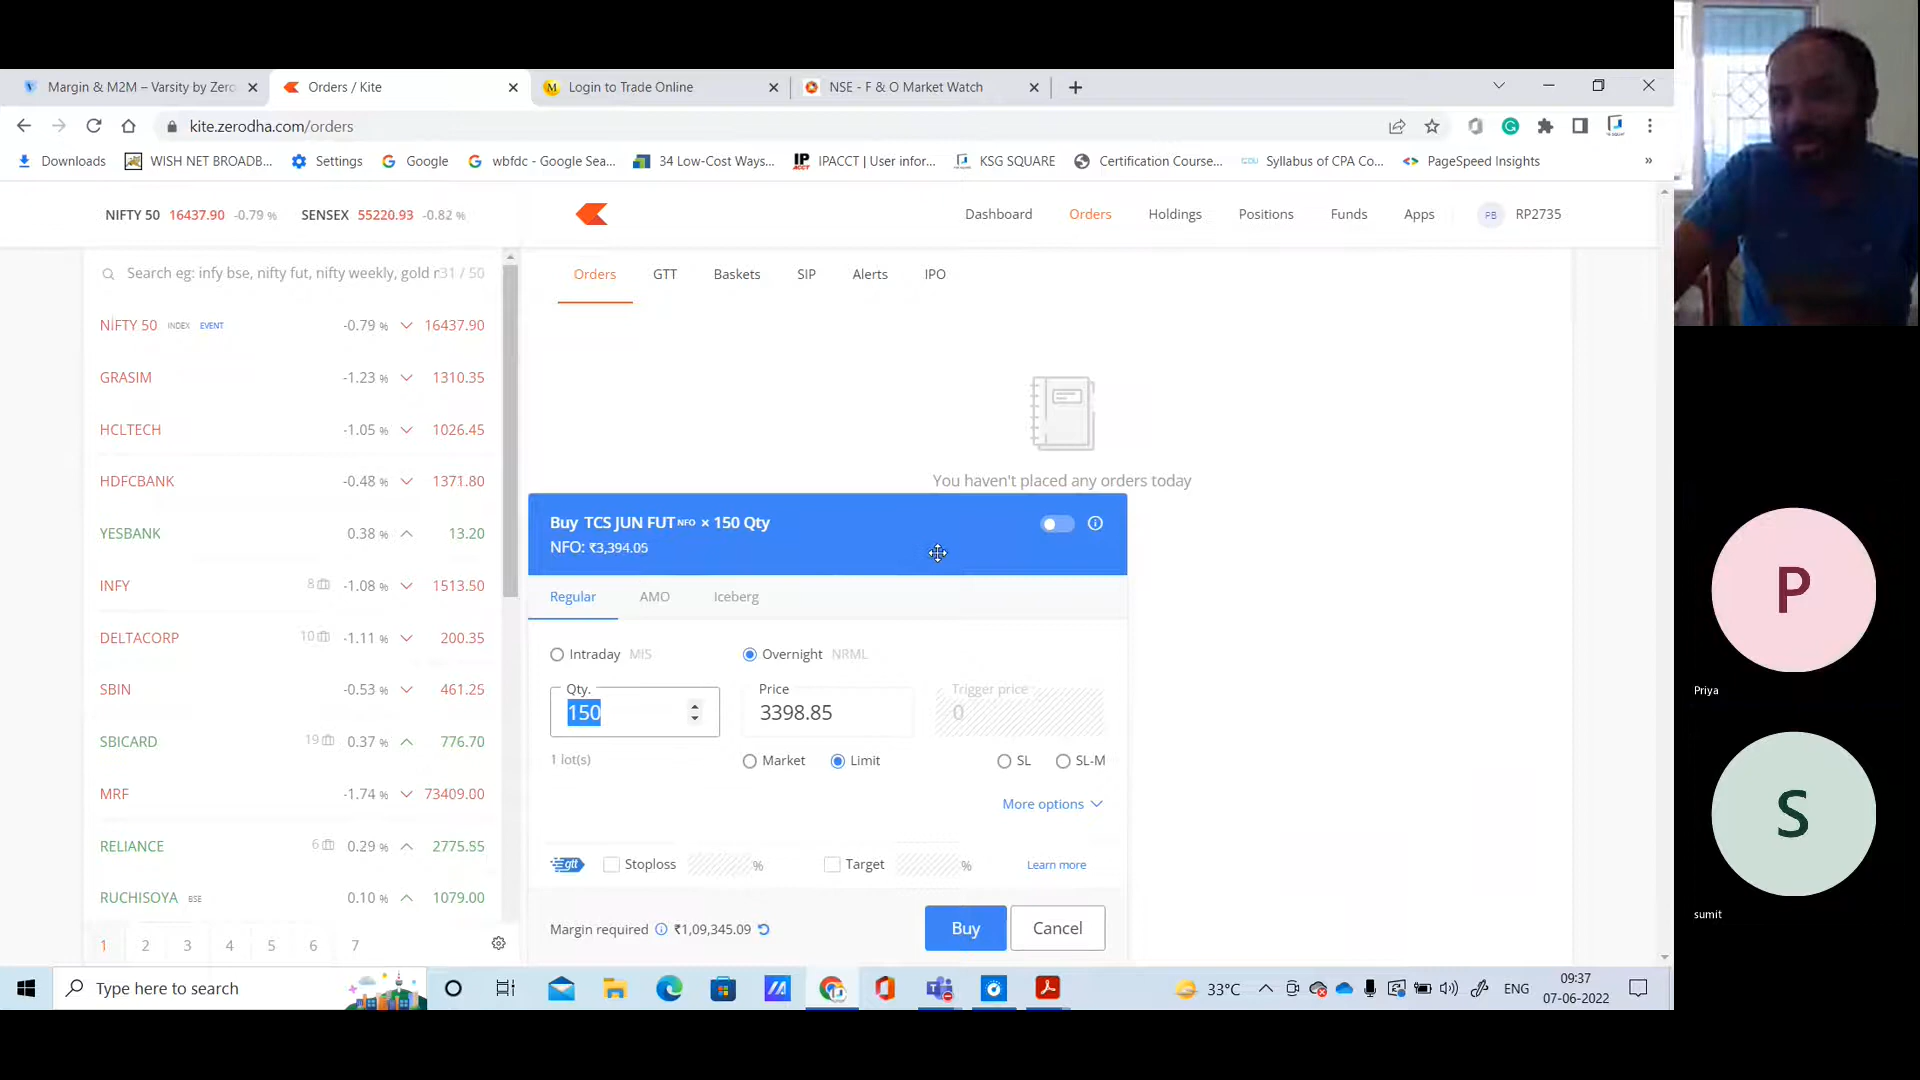 Margin & M2M – Varsity by Zero
Orders / Kite
Login to Trade Online
NSE - F & O Market Watch
kite.zerodha.com/orders
Downloads
WISH NET BROADB...
Settings
Google
wbfdc - Google Sea...
34 Low-Cost Ways...
IPACCT | User infor...
KSG SQUARE
Certification Course...
Syllabus of CPA Co...
PageSpeed Insights
NIFTY 50 16437.90 -0.79 % SENSEX 55220.93 -0.82 %
Dashboard Orders Holdings Positions Funds Apps PB RP2735
Search eg: infy bse, nifty fut, nifty weekly, gold 31 / 50
Orders GTT Baskets SIP Alerts IPO
NIFTY 50 INDEX EVENT -0.79 % 16437.90
GRASIM -1.23 % 1310.35
HCLTECH -1.05 % 1026.45
HDFCBANK -0.48 % 1371.80
YESBANK 0.38 % 13.20
INFY 8 -1.08 % 1513.50
DELTACORP 10 -1.11 % 200.35
SBIN -0.53 % 461.25
SBICARD 19 0.37 % 776.70
MRF -1.74 % 73409.00
RELIANCE 6 0.29 % 2775.55
RUCHISOYA BSE 0.10 % 1079.00
1 2 3 4 5 6 7
You haven't placed any orders today
Buy TCS JUN FUT NFO × 150 Qty
NFO: ₹3,394.05
Regular AMO Iceberg
Intraday MIS Overnight NRML
Qty. Price Trigger price
150 3398.85 0
1 lot(s) Market Limit SL SL-M
More options
gtt Stoploss % Target % Learn more
Margin required ₹1,09,345.09 Buy Cancel
Type here to search
33°C
ENG
09:37
07-06-2022
P
Priya
S
sumit